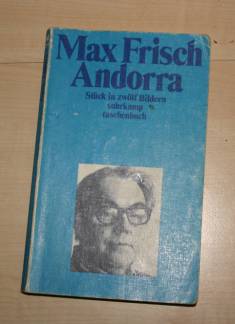 Max Frisch
Andorra
Stück in zwölf Bildern
suhrkamp
taschenbuch